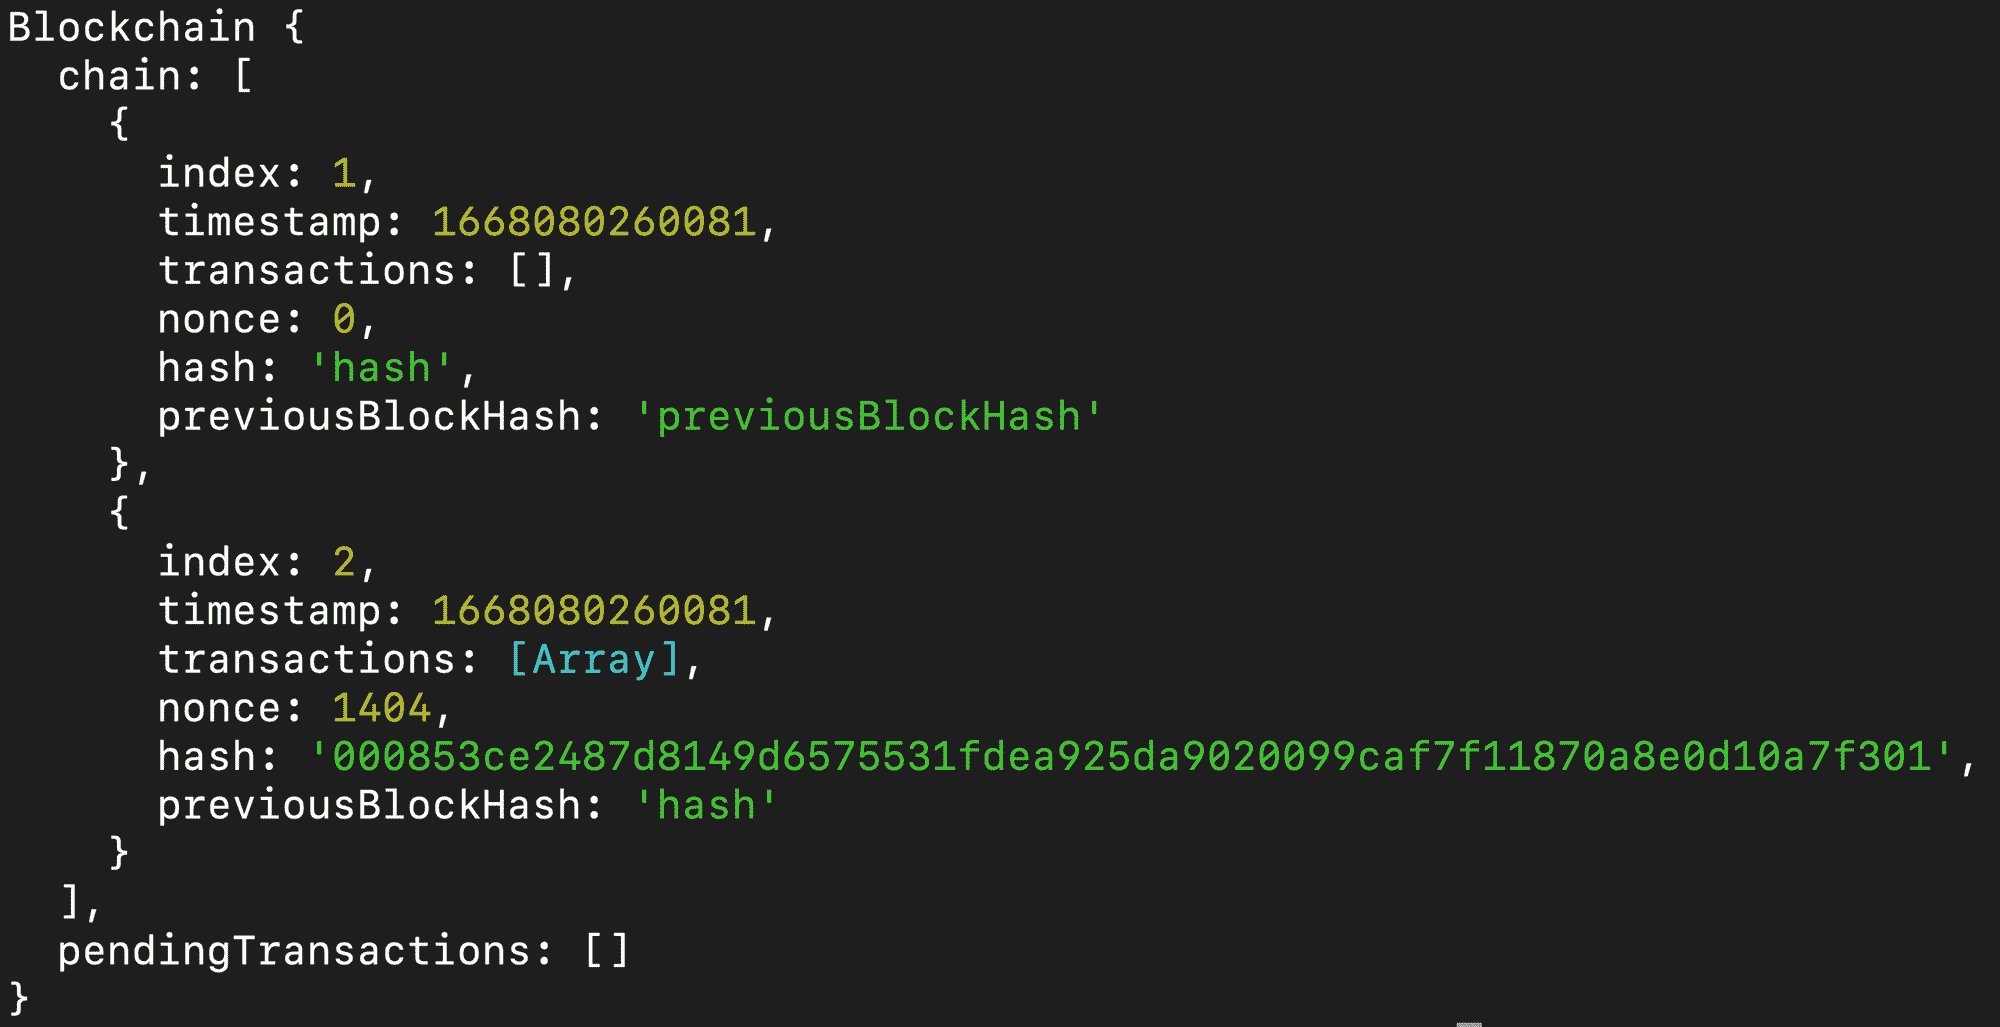 Blockchain {
  chain: [
    {
      index: 1,
      timestamp: 1668080260081,
      transactions: [],
      nonce: 0,
      hash: 'hash',
      previousBlockHash: 'previousBlockHash'
    },
    {
      index: 2,
      timestamp: 1668080260081,
      transactions: [Array],
      nonce: 1404,
      hash: '000853ce2487d8149d6575531fdea925da9020099caf7f11870a8e0d10a7f301',
      previousBlockHash: 'hash'
    }
  ],
  pendingTransactions: []
}